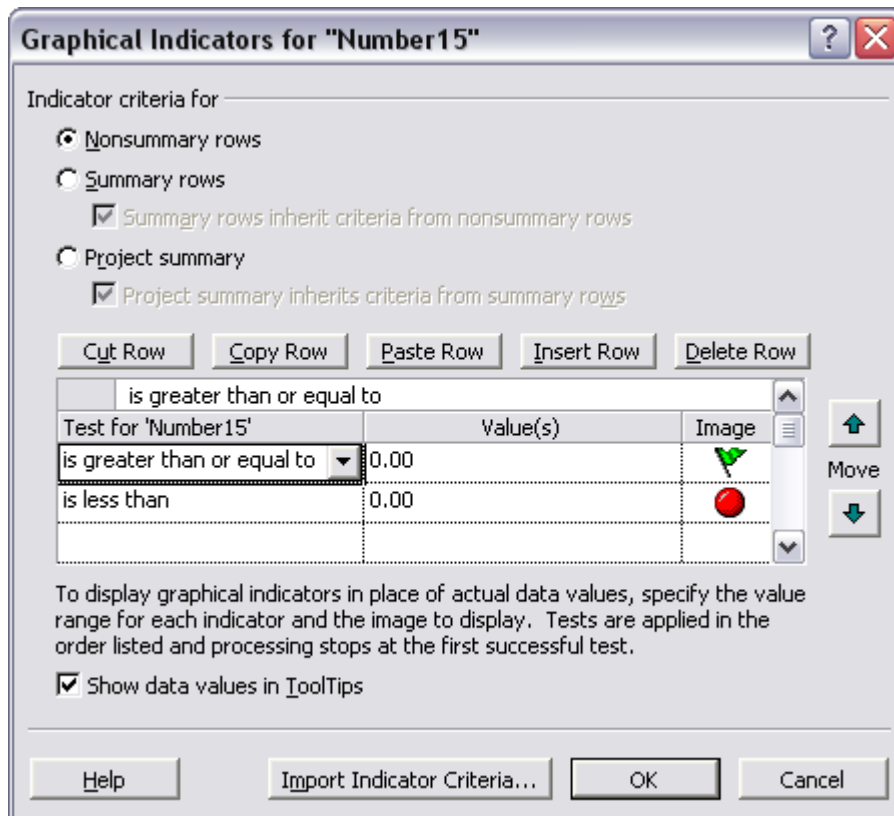 Graphical Indicators for "Number15"
?
Indicator criteria for
Nonsummary rows
Summary rows
Summary rows inherit criteria from nonsummary rows
Project summary
Project summary inherits criteria from summary rows
Cut Row Copy Row Paste Row Insert Row Delete Row
is greater than or equal to
Test for 'Number15' Value(s) Image
is greater than or equal to 0.00
Move
is less than 0.00
To display graphical indicators in place of actual data values, specify the value
range for each indicator and the image to display. Tests are applied in the
order listed and processing stops at the first successful test.
Show data values in ToolTips
Help Import Indicator Criteria... OK Cancel